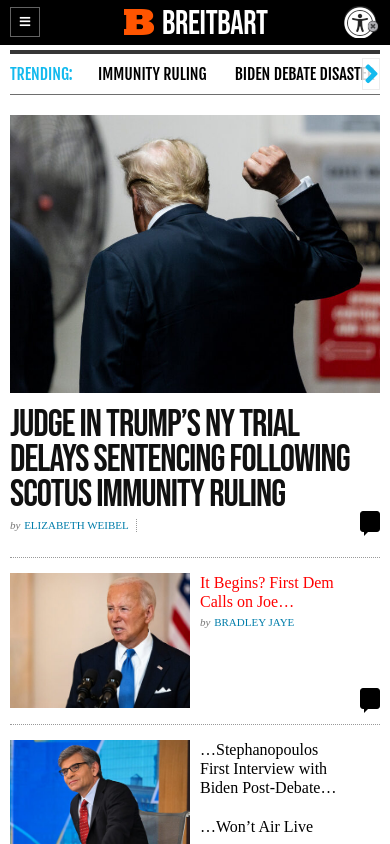 BREITBART
TRENDING:
IMMUNITY RULING
BIDEN DEBATE
JUDGE IN TRUMP’S NY TRIAL
DELAYS SENTENCING FOLLOWING
SCOTUS IMMUNITY RULING
by ELIZABETH WEIBEL
It Begins? First Dem
Calls on Joe…
by BRADLEY JAYE
…Stephanopoulos
First Interview with
Biden Post-Debate…
…Won’t Air Live